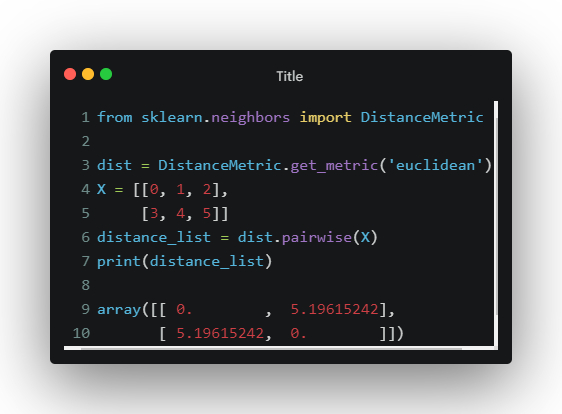 Title
1 from sklearn.neighbors import DistanceMetric
2
3 dist = DistanceMetric.get_metric('euclidean')
4 X = [[0, 1, 2],
5      [3, 4, 5]]
6 distance_list = dist.pairwise(X)
7 print(distance_list)
8
9 array([[ 0.        ,  5.19615242],
10        [ 5.19615242,  0.        ]])